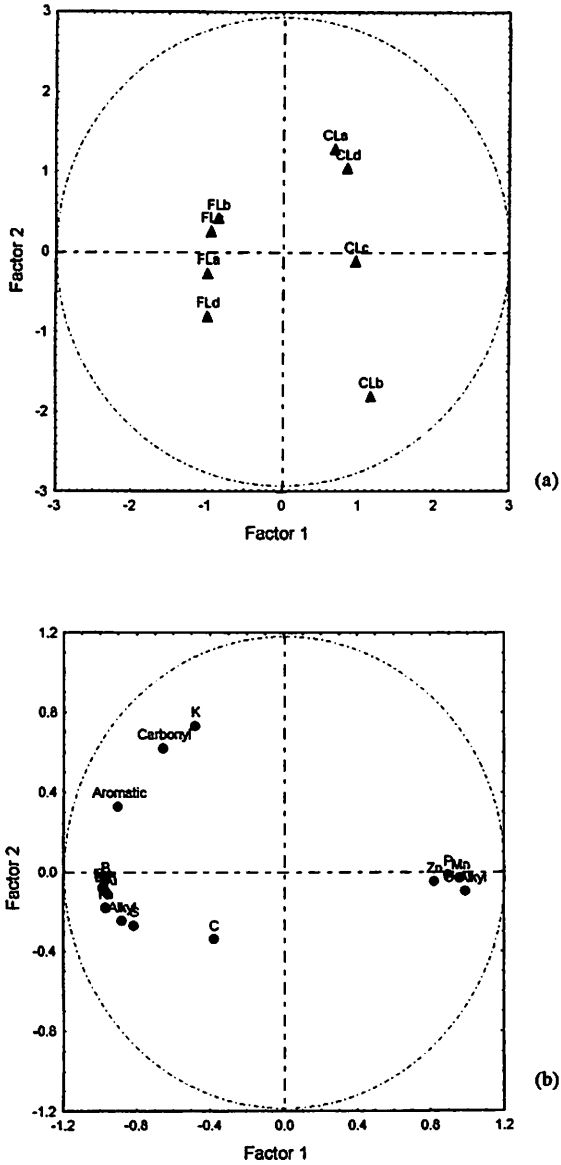 3
2
1
0
-1
-2
-3
Factor 2
CLa
CLd
FLb
FL
CLc
FLa
FLd
CLb
-3 -2 -1 0 1 2 3
Factor 1
(a)
1.2
0.8
0.4
0.0
-0.4
-0.8
-1.2
Factor 2
K
Carbonyl
Aromatic
B
P Mn
Zn
Alkyl
Alkyl S
C
-1.2 -0.8 -0.4 0.0 0.4 0.8 1.2
Factor 1
(b)